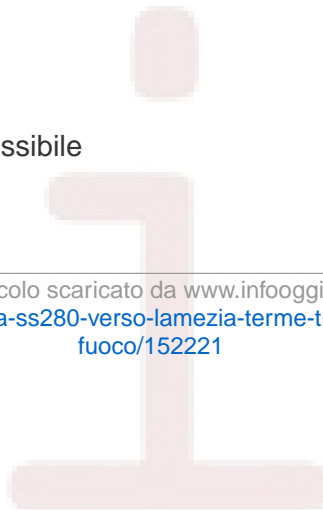 ssibile
colo scaricato da www.infooggi
a-ss280-verso-lamezia-terme-t
fuoco/152221